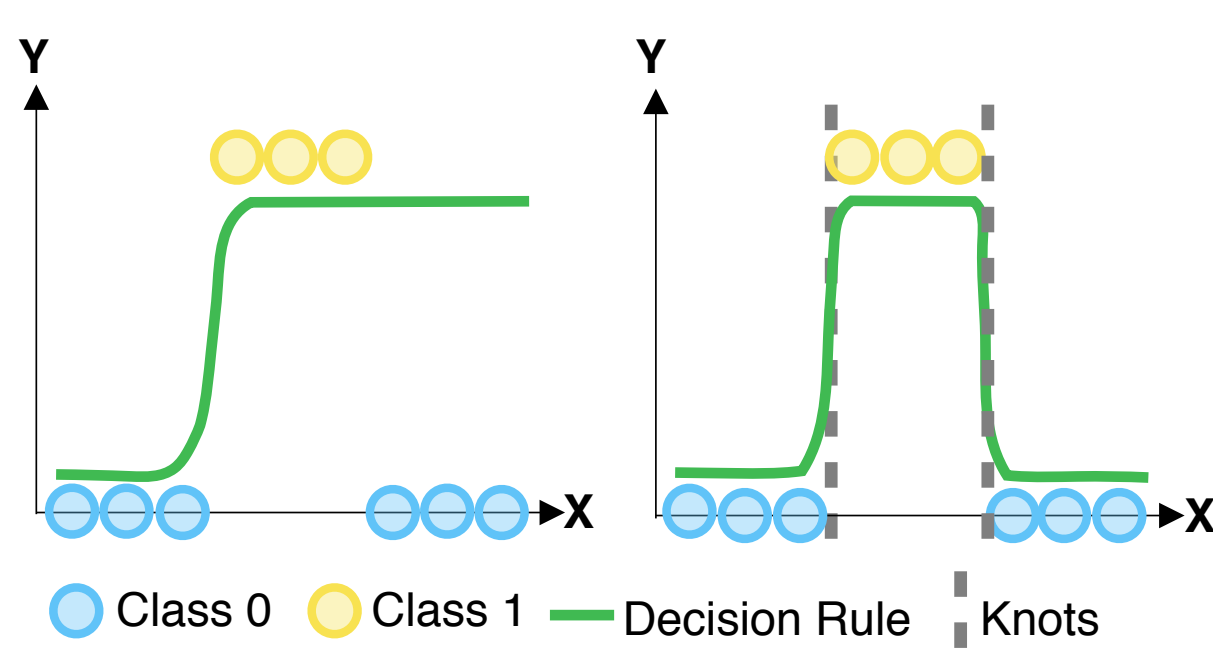 Y
Y
X
X
Class 0
Class 1
Decision Rule
Knots